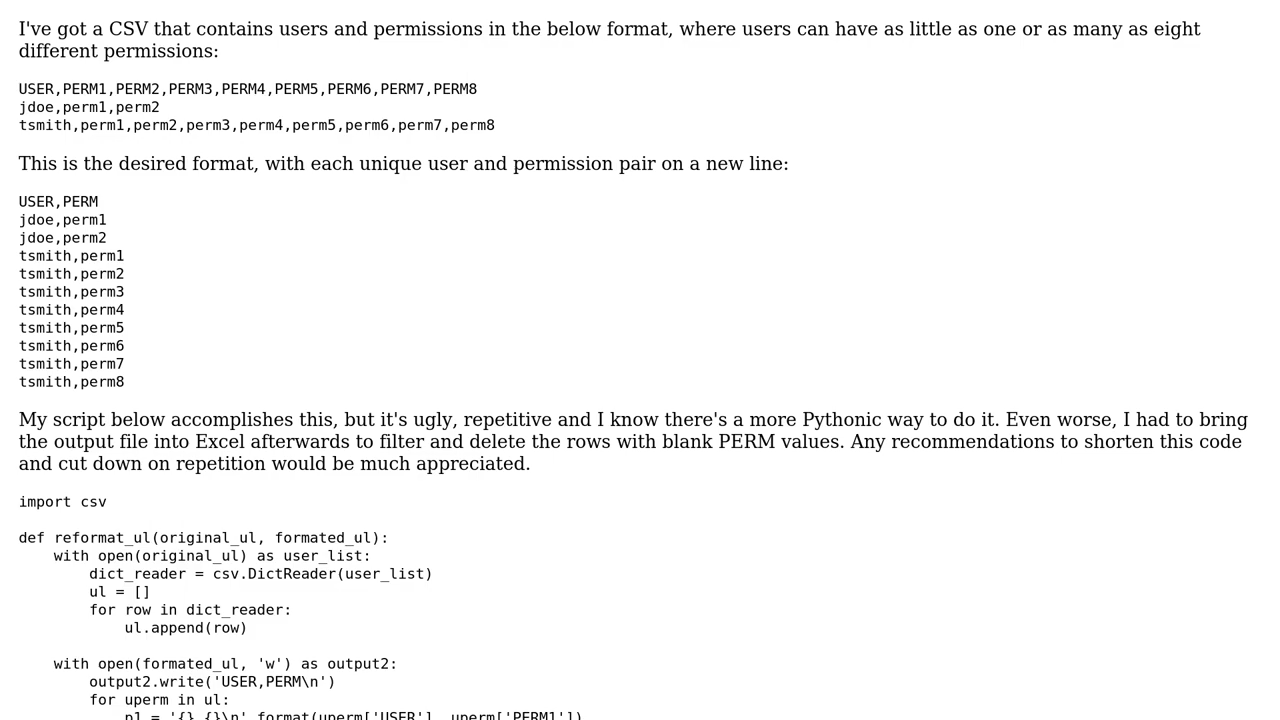 I've got a CSV that contains users and permissions in the below format, where users can have as little as one or as many as eight
different permissions:
USER,PERM1,PERM2,PERM3,PERM4,PERM5,PERM6,PERM7,PERM8
jdoe,perm1,perm2
tsmith,perm1,perm2,perm3,perm4,perm5,perm6,perm7,perm8
This is the desired format, with each unique user and permission pair on a new line:
USER,PERM
jdoe,perm1
jdoe,perm2
tsmith,perm1
tsmith,perm2
tsmith,perm3
tsmith,perm4
tsmith,perm5
tsmith,perm6
tsmith,perm7
tsmith,perm8
My script below accomplishes this, but it's ugly, repetitive and I know there's a more Pythonic way to do it. Even worse, I had to bring
the output file into Excel afterwards to filter and delete the rows with blank PERM values. Any recommendations to shorten this code
and cut down on repetition would be much appreciated.
import csv
def reformat_ul(original_ul, formated_ul):
    with open(original_ul) as user_list:
        dict_reader = csv.DictReader(user_list)
        ul = []
        for row in dict_reader:
            ul.append(row)
    with open(formated_ul, 'w') as output2:
        output2.write('USER,PERM\n')
        for uperm in ul:
            p1 = '{},{}\n'.format(uperm['USER'], uperm['PERM1'])